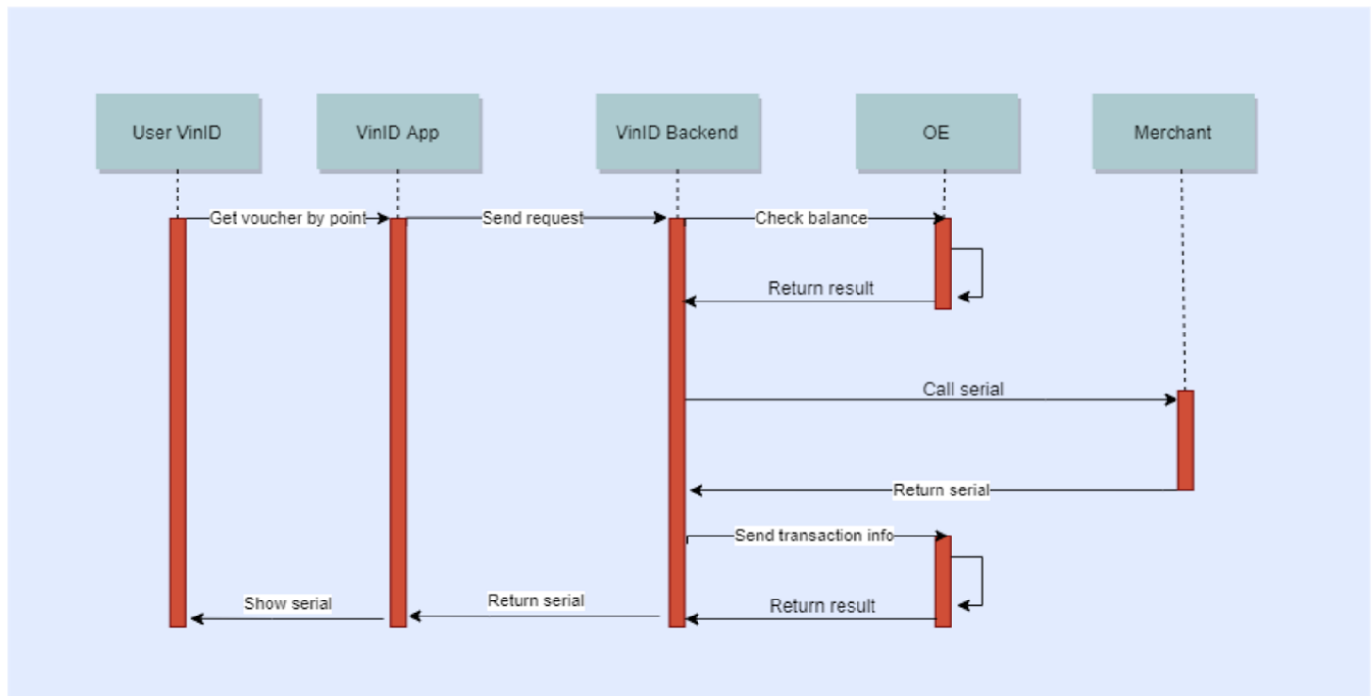 User VinID
VinID App
VinID Backend
OE
Merchant
Get voucher by point
Send request
Check balance
Return result
Call serial
Return serial
Send transaction info
Show serial
Return serial
Return result